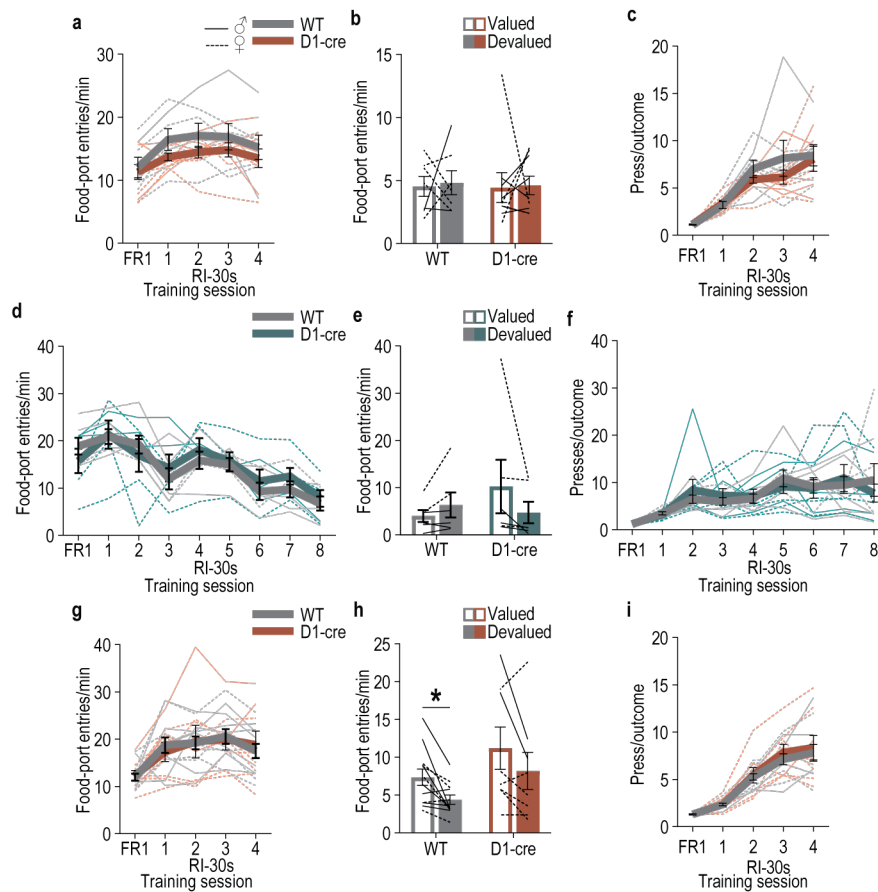 a
♂ WT
♀ D1-cre
Food-port entries/min
30
20
10
0
FR1 1 2 3 4
RI-30s
Training session
b
Valued
Devalued
Food-port entries/min
15
10
5
0
WT D1-cre
c
Press/outcome
20
15
10
5
0
FR1 1 2 3 4
RI-30s
Training session
d
WT
D1-cre
Food-port entries/min
40
30
20
10
0
FR1 1 2 3 4 5 6 7 8
RI-30s
Training session
e
Valued
Devalued
Food-port entries/min
40
30
20
10
0
WT D1-cre
f
Presses/outcome
40
30
20
10
0
FR1 1 2 3 4 5 6 7 8
RI-30s
Training session
g
WT
D1-cre
Food-port entries/min
40
30
20
10
0
FR1 1 2 3 4
RI-30s
Training session
h
Valued
Devalued
Food-port entries/min
25
20
15
10
5
0
*
WT D1-cre
i
Press/outcome
20
15
10
5
0
FR1 1 2 3 4
RI-30s
Training session